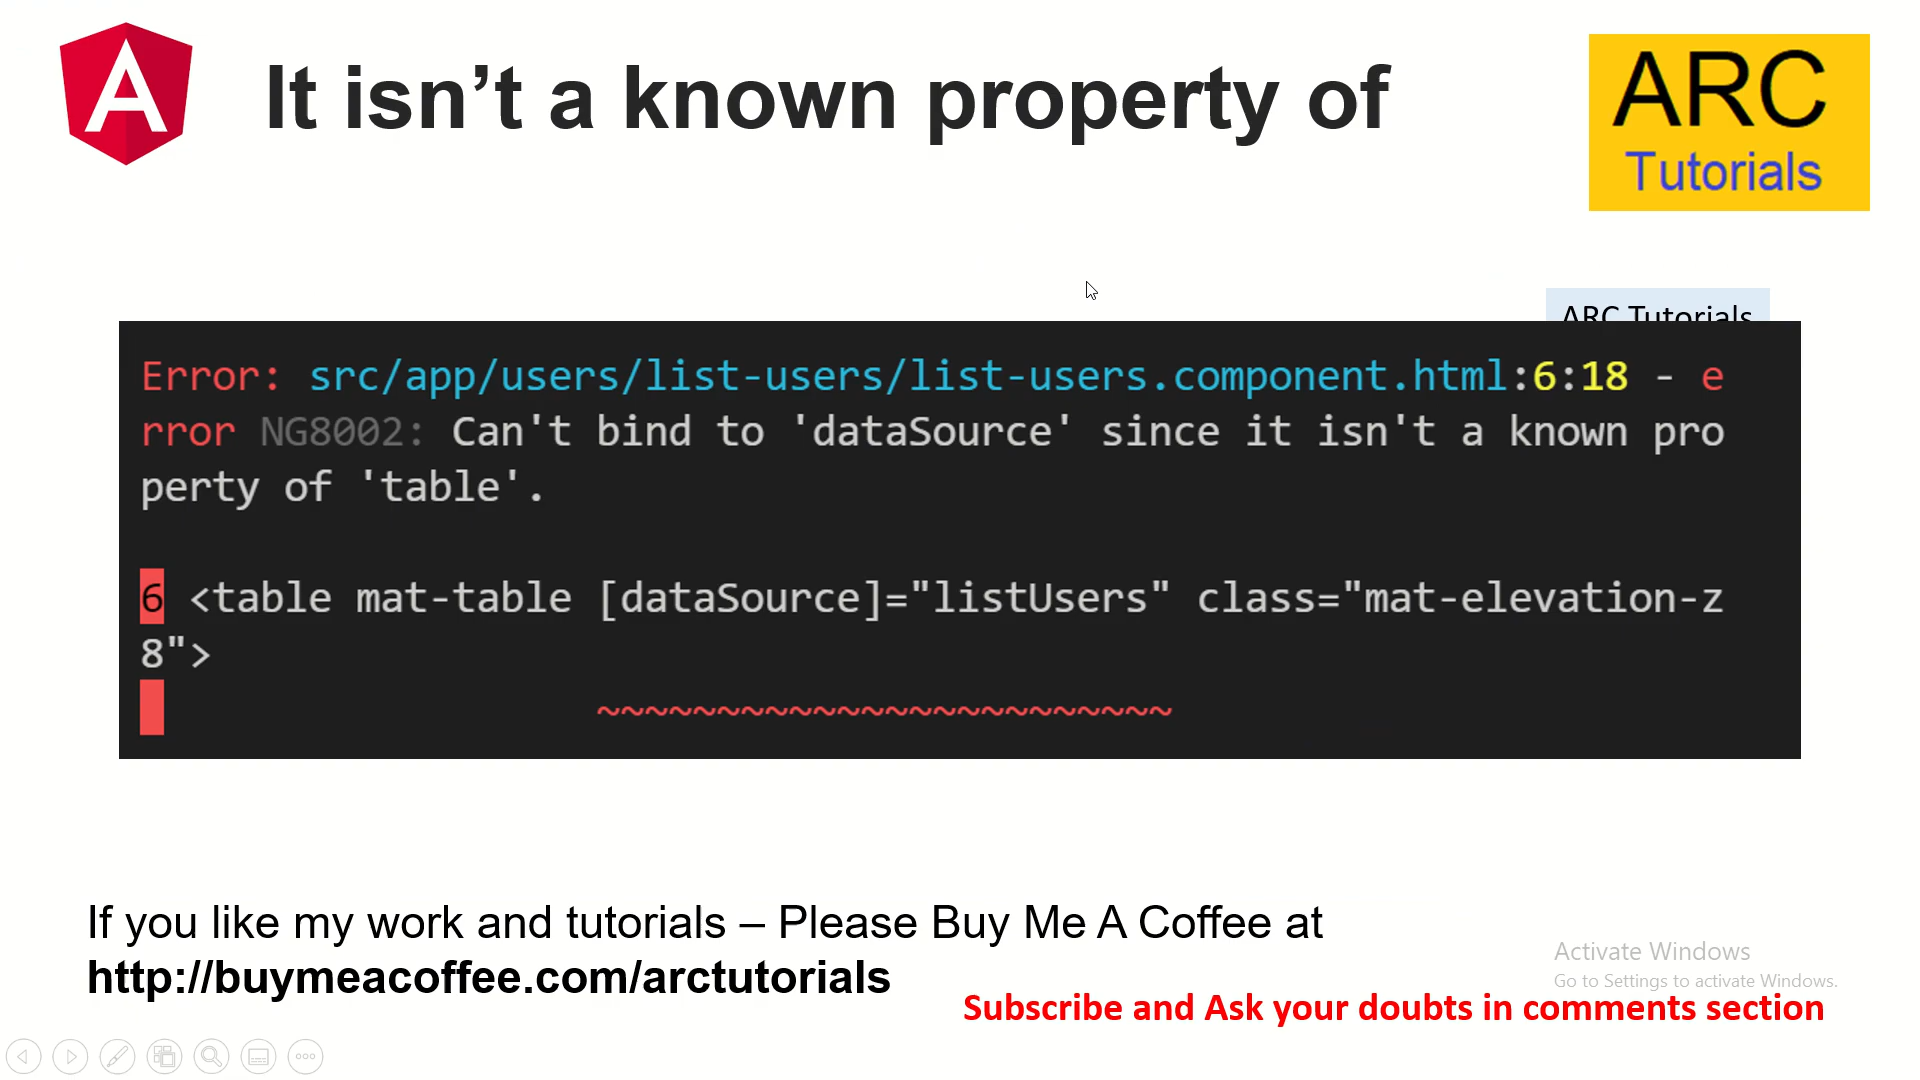 It isn’t a known property of
ARC
Tutorials
ARC Tutorials
Error: src/app/users/list-users/list-users.component.html:6:18 - e
rror NG8002: Can't bind to 'dataSource' since it isn't a known pro
perty of 'table'.
6 <table mat-table [dataSource]="listUsers" class="mat-elevation-z
8">
~~~~~~~~~~~~~~~~~~~~~~~~
If you like my work and tutorials – Please Buy Me A Coffee at
http://buymeacoffee.com/arctutorials
Activate Windows
Go to Settings to activate Windows.
Subscribe and Ask your doubts in comments section